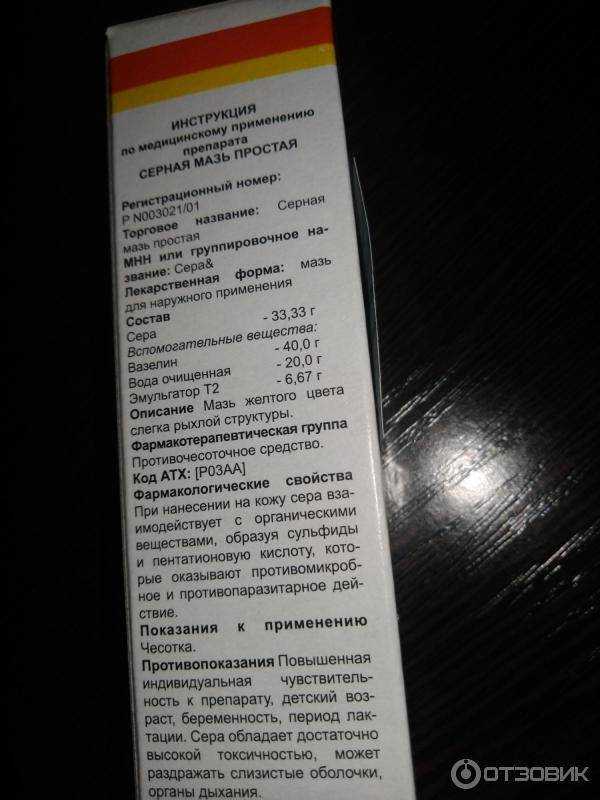 ИНСТРУКЦИЯ
по медицинскому применению
препарата
СЕРНАЯ МАЗЬ ПРОСТАЯ
Регистрационный номер:
Р N003021/01
Торговое название: Серная
мазь простая
МНН или группировочное на-
звание: Сера&
Лекарственная форма: мазь
для наружного применения
Состав
Сера - 33,33 г
Вспомогательные вещества:
Вазелин - 40,0 г
Вода очищенная - 20,0 г
Эмульгатор Т2 - 6,67 г
Описание Мазь желтого цвета
слегка рыхлой структуры.
Фармакотерапевтическая группа
Противочесоточное средство.
Код АТХ: [P03AA]
Фармакологические свойства
При нанесении на кожу сера вза-
имодействует с органическими
веществами, образуя сульфиды
и пентатионовую кислоту, кото-
рые оказывают противомикроб-
ное и противопаразитарное дей-
ствие.
Показания к применению
Чесотка.
Противопоказания Повышенная
индивидуальная чувствитель-
ность к препарату, детский воз-
раст, беременность, период лак-
тации. Сера обладает достаточно
высокой токсичностью, может
раздражать слизистые оболочки,
органы дыхания.
ОТЗОВИК